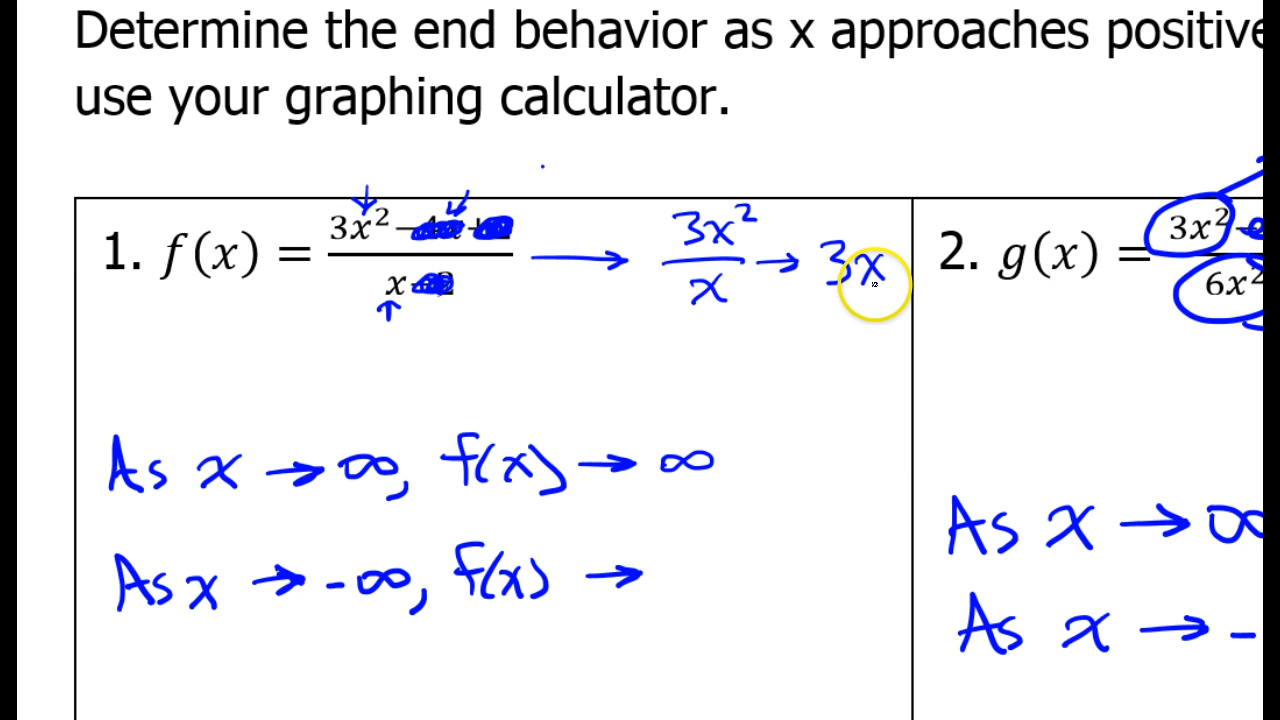 Determine the end behavior as x approaches positive
use your graphing calculator.
1. f(x) = 3x² − / x → 3x² / x → 3x
2. g(x) = 3x² / 6x²
As x → ∞, f(x) → ∞
As x → -∞, f(x) →
As x → ∞
As x → -